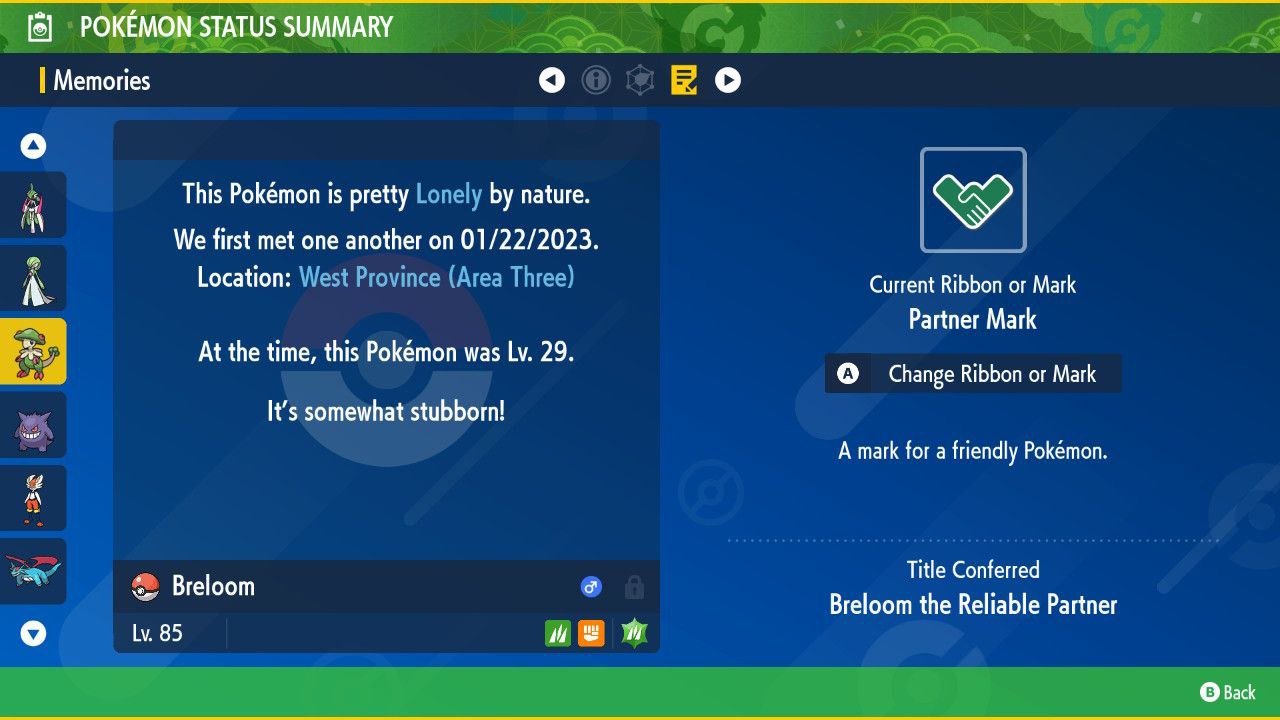 POKÉMON STATUS SUMMARY
Memories
This Pokémon is pretty Lonely by nature.
We first met one another on 01/22/2023.
Location: West Province (Area Three)
At the time, this Pokémon was Lv. 29.
It's somewhat stubborn!
Breloom
Lv. 85
Current Ribbon or Mark
Partner Mark
A Change Ribbon or Mark
A mark for a friendly Pokémon.
Title Conferred
Breloom the Reliable Partner
B Back